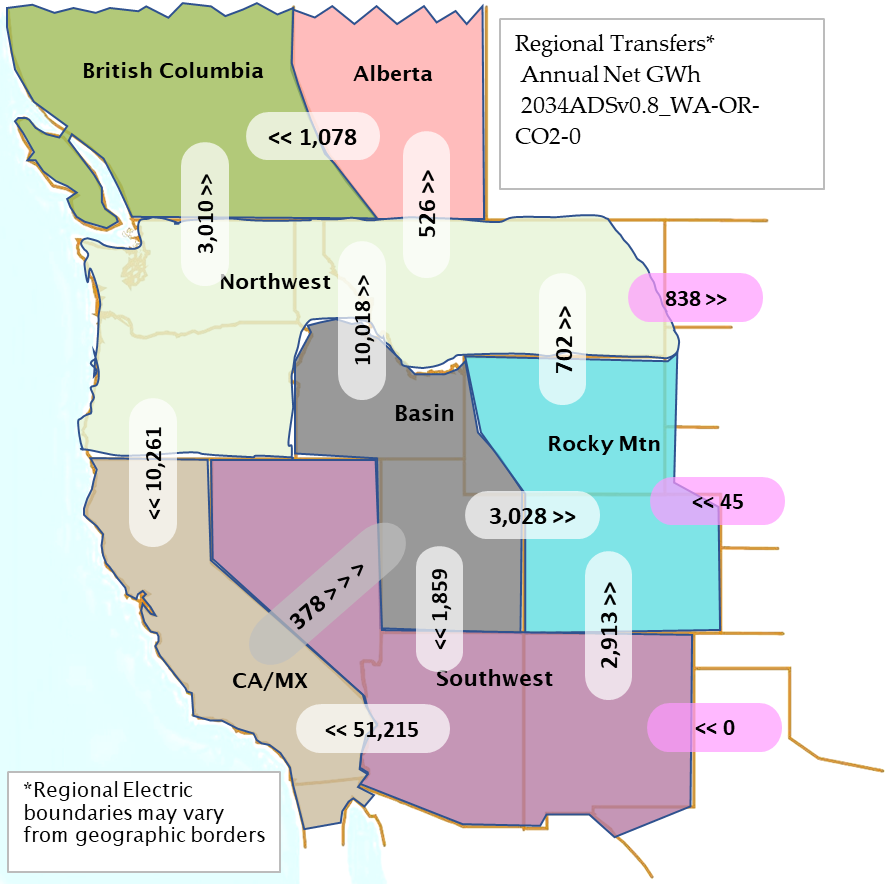 Regional Transfers*
Annual Net GWh
2034ADSv0.8_WA-OR-
CO2-0
British Columbia
Alberta
<< 1,078
3,010 >>
526 >>
Northwest
10,018 >>
838 >>
702 >>
Basin
Rocky Mtn
<< 10,261
<< 45
3,028 >>
378 > > >
<< 1,859
2,913 >>
CA/MX
Southwest
<< 51,215
<< 0
*Regional Electric
boundaries may vary
from geographic borders